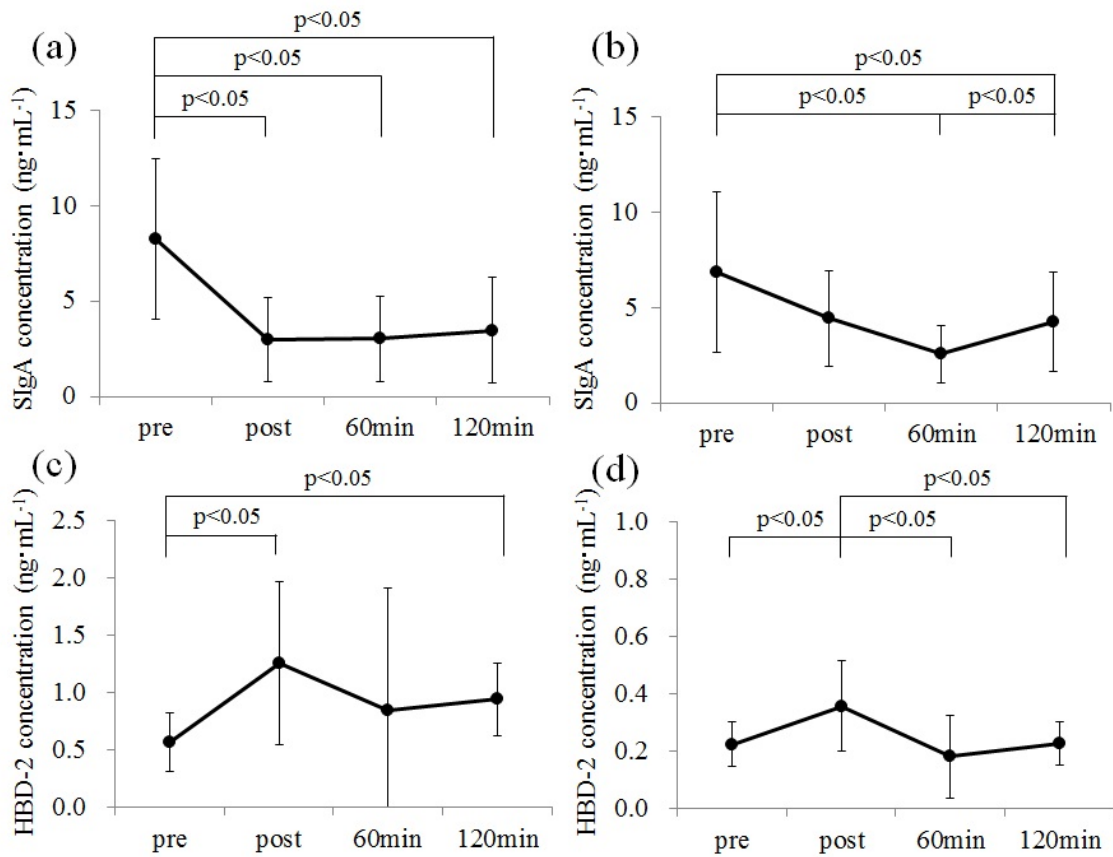 (a)
p<0.05
p<0.05
p<0.05
SIgA concentration (ng・mL⁻¹)
15
10
5
0
pre post 60min 120min
(b)
p<0.05
p<0.05 p<0.05
SIgA concentration (ng・mL⁻¹)
15
10
5
0
pre post 60min 120min
(c)
p<0.05
p<0.05
HBD-2 concentration (ng・mL⁻¹)
2.5
2.0
1.5
1.0
0.5
0.0
pre post 60min 120min
(d)
p<0.05
p<0.05 p<0.05
HBD-2 concentration (ng・mL⁻¹)
1.0
0.8
0.6
0.4
0.2
0.0
pre post 60min 120min